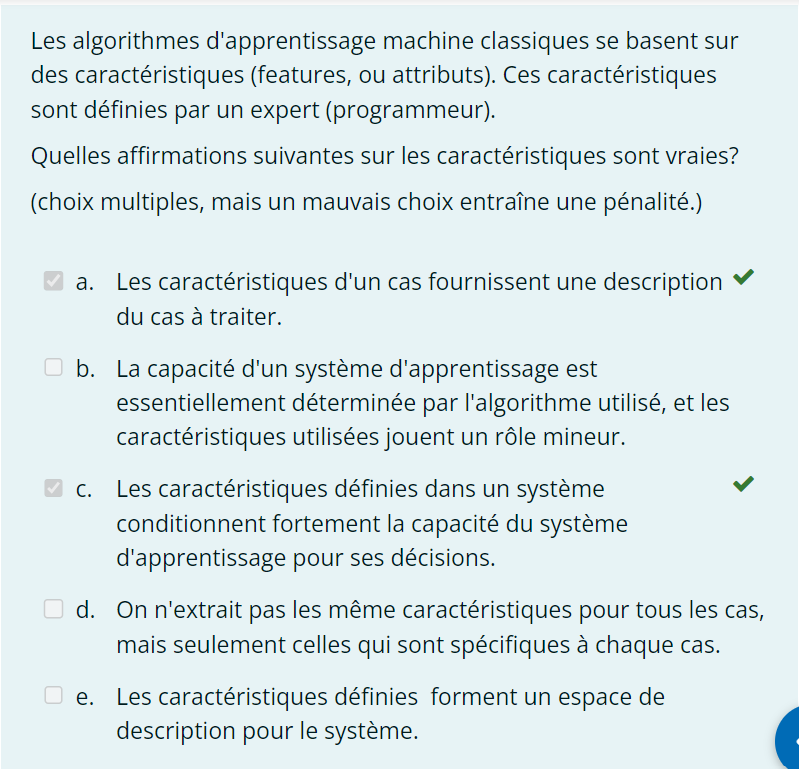 Les algorithmes d'apprentissage machine classiques se basent sur
des caractéristiques (features, ou attributs). Ces caractéristiques
sont définies par un expert (programmeur).
Quelles affirmations suivantes sur les caractéristiques sont vraies?
(choix multiples, mais un mauvais choix entraîne une pénalité.)
a. Les caractéristiques d'un cas fournissent une description
du cas à traiter.
b. La capacité d'un système d'apprentissage est
essentiellement déterminée par l'algorithme utilisé, et les
caractéristiques utilisées jouent un rôle mineur.
c. Les caractéristiques définies dans un système
conditionnent fortement la capacité du système
d'apprentissage pour ses décisions.
d. On n'extrait pas les même caractéristiques pour tous les cas,
mais seulement celles qui sont spécifiques à chaque cas.
e. Les caractéristiques définies forment un espace de
description pour le système.